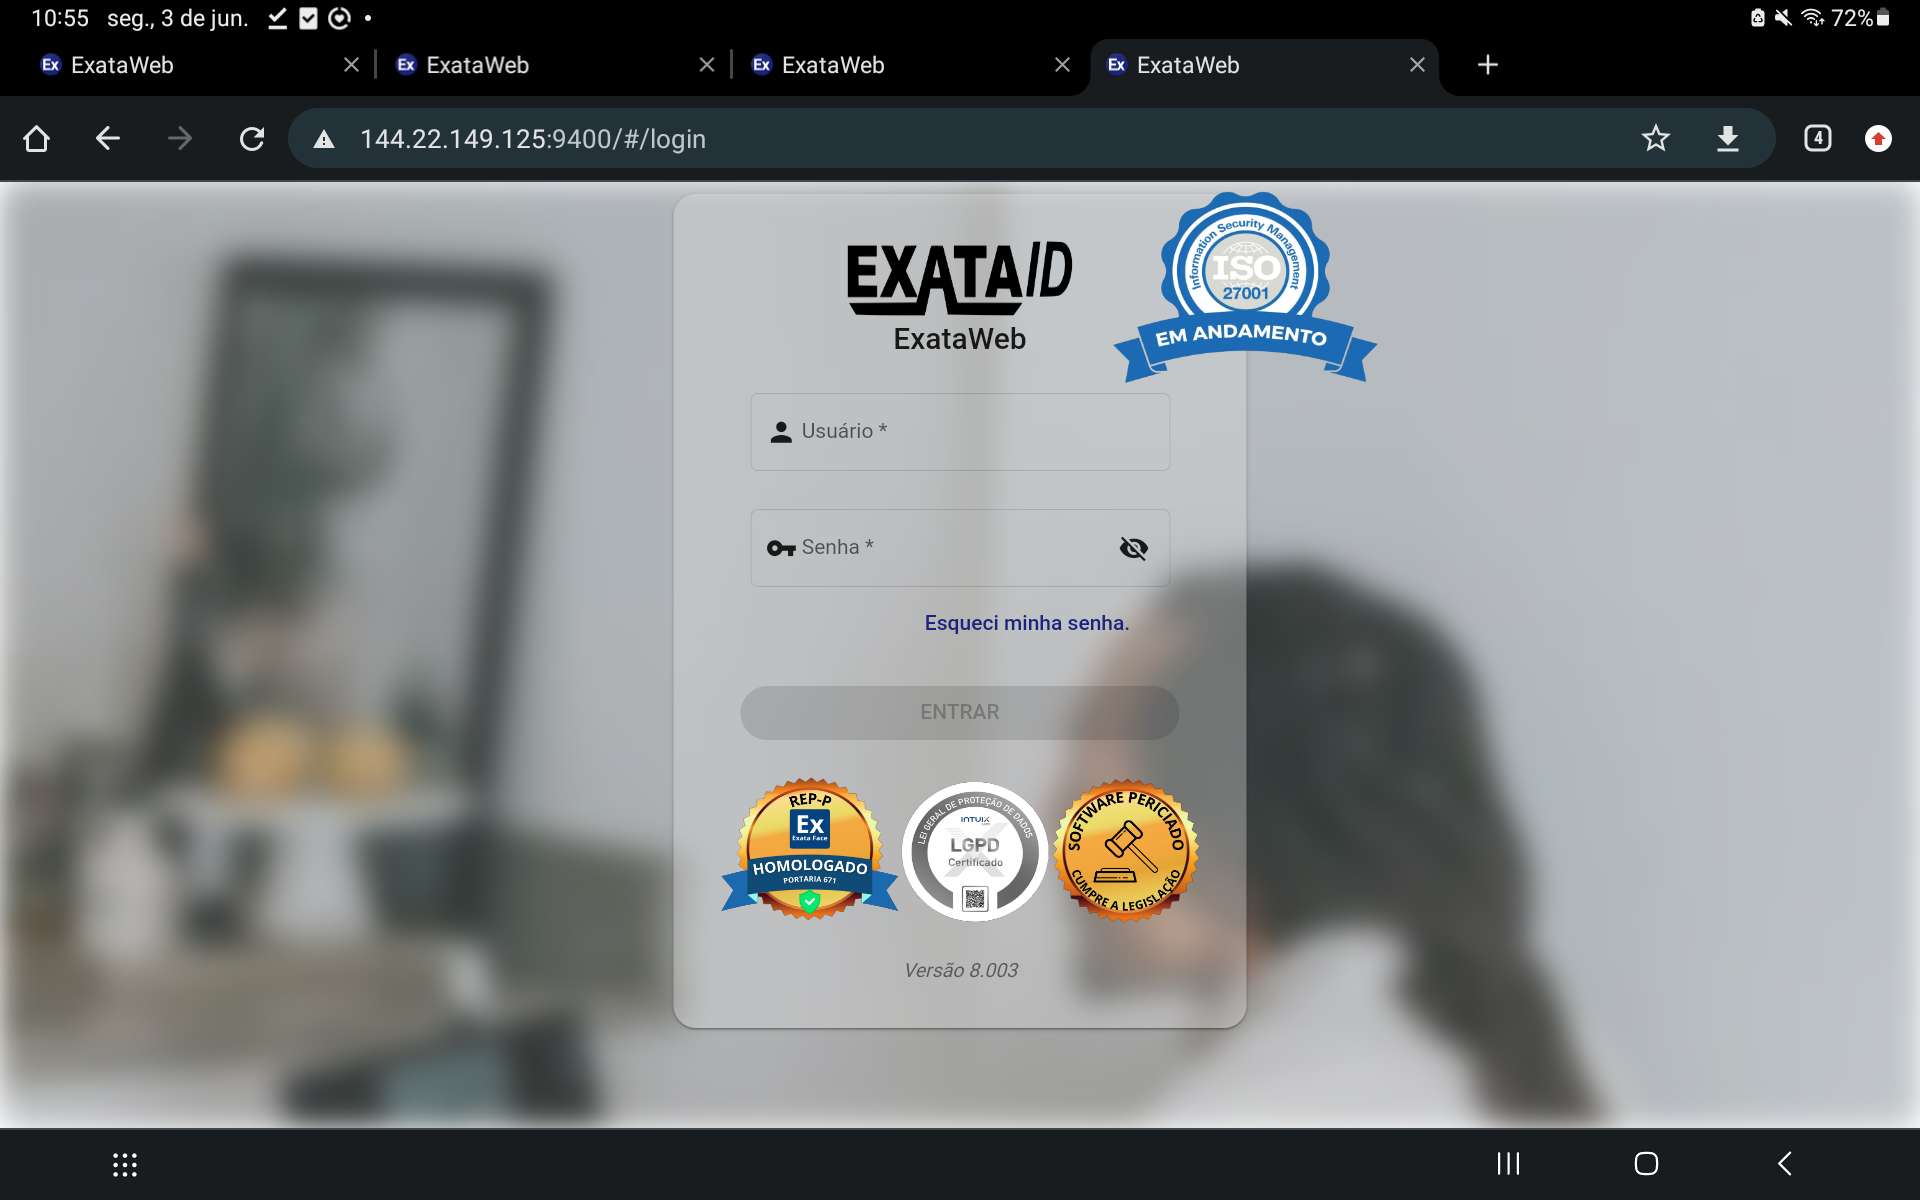 10:55 seg., 3 de jun. 72%
Ex ExataWeb
Ex ExataWeb
Ex ExataWeb
Ex ExataWeb
144.22.149.125:9400/#/login
4
EXATAID
ExataWeb
Information Security Management
ISO
27001
EM ANDAMENTO
Usuário *
Senha *
Esqueci minha senha.
ENTRAR
REP-P
Ex
Exata Face
HOMOLOGADO
PORTARIA 671
LEI GERAL DE PROTEÇÃO DE DADOS
INTUIX
LGPD
Certificado
SOFTWARE PERICIADO
CUMPRE A LEGISLAÇÃO
Versão 8.003